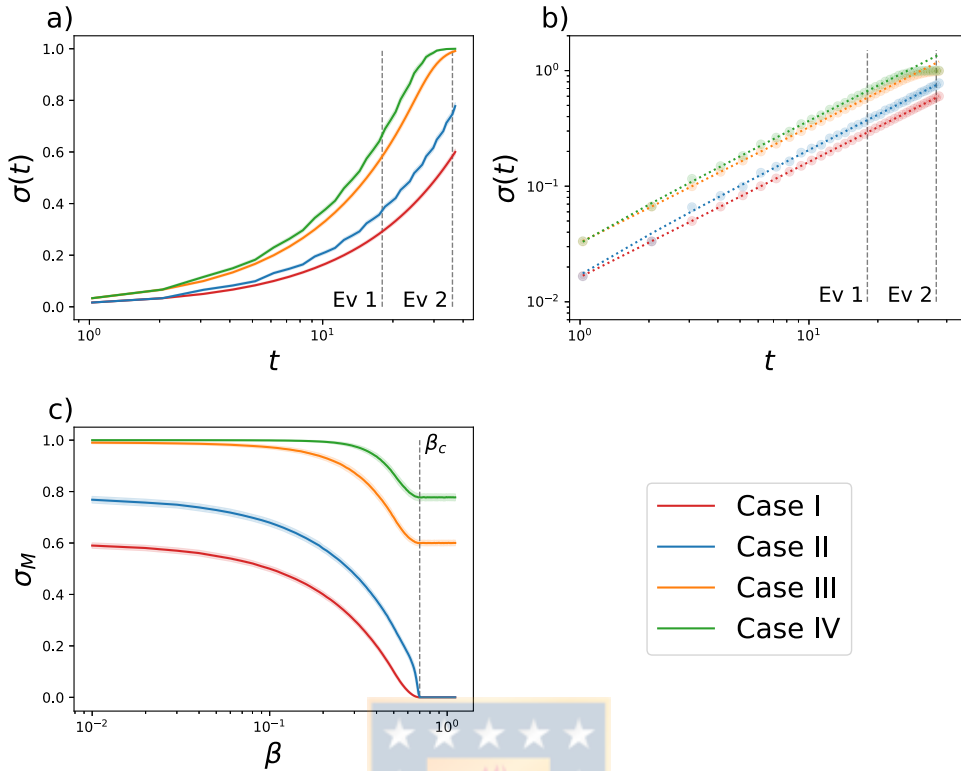 a)
1.0
0.8
0.6
0.4
0.2
0.0
σ(t)
Ev 1
Ev 2
10⁰
10¹
t
b)
10⁰
10⁻¹
10⁻²
σ(t)
Ev 1
Ev 2
10⁰
10¹
t
c)
1.0
0.8
0.6
0.4
0.2
0.0
σ_M
β_c
10⁻²
10⁻¹
10⁰
β
Case I
Case II
Case III
Case IV